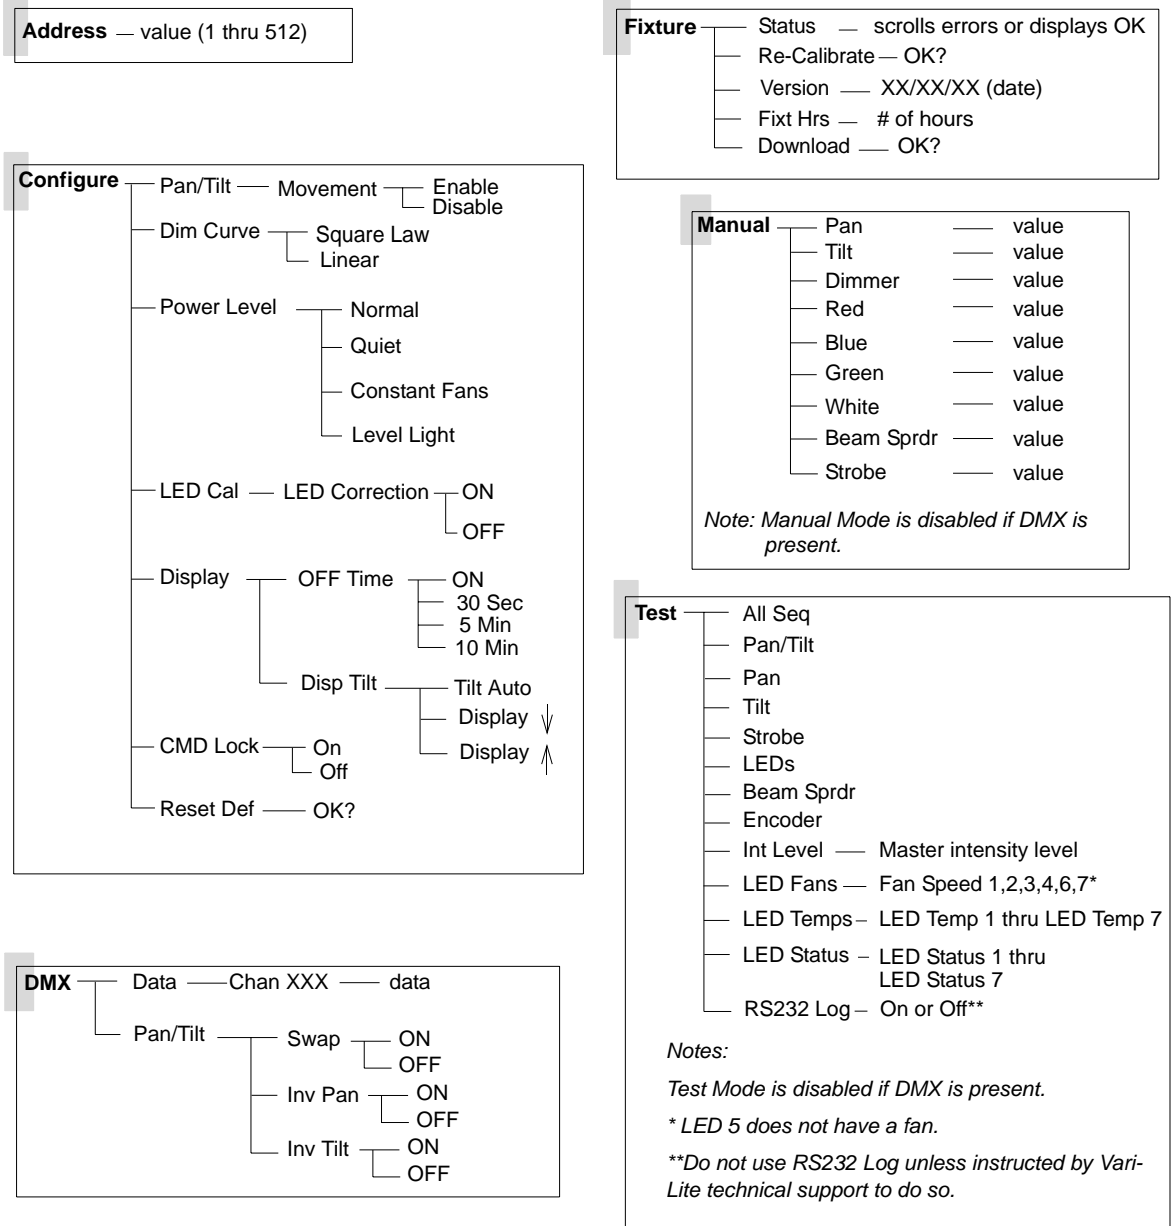 Address — value (1 thru 512)
Configure
Pan/Tilt — Movement
Enable
Disable
Dim Curve
Square Law
Linear
Power Level
Normal
Quiet
Constant Fans
Level Light
LED Cal — LED Correction
ON
OFF
Display
OFF Time
ON
30 Sec
5 Min
10 Min
Disp Tilt
Tilt Auto
Display ↓
Display ↑
CMD Lock
On
Off
Reset Def — OK?
DMX
Data — Chan XXX — data
Pan/Tilt
Swap
ON
OFF
Inv Pan
ON
OFF
Inv Tilt
ON
OFF
Fixture
Status — scrolls errors or displays OK
Re-Calibrate — OK?
Version — XX/XX/XX (date)
Fixt Hrs — # of hours
Download — OK?
Manual
Pan — value
Tilt — value
Dimmer — value
Red — value
Blue — value
Green — value
White — value
Beam Sprdr — value
Strobe — value
Note: Manual Mode is disabled if DMX is
present.
Test
All Seq
Pan/Tilt
Pan
Tilt
Strobe
LEDs
Beam Sprdr
Encoder
Int Level — Master intensity level
LED Fans — Fan Speed 1,2,3,4,6,7*
LED Temps — LED Temp 1 thru LED Temp 7
LED Status — LED Status 1 thru
LED Status 7
RS232 Log — On or Off**
Notes:
Test Mode is disabled if DMX is present.
* LED 5 does not have a fan.
**Do not use RS232 Log unless instructed by Vari-
Lite technical support to do so.